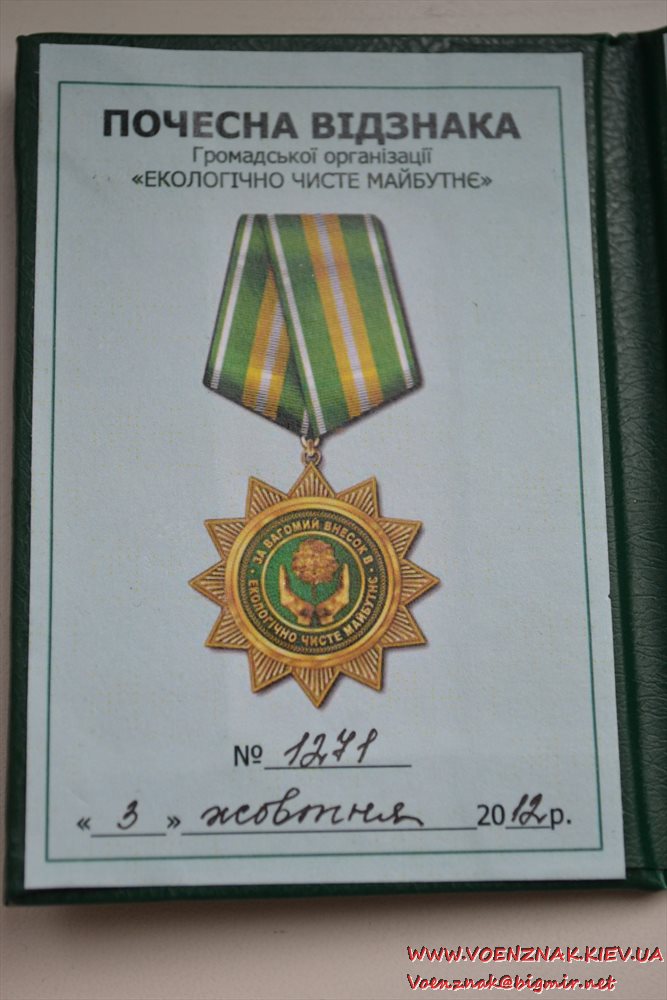 ПОЧЕСНА ВІДЗНАКА
Громадської організації
«ЕКОЛОГІЧНО ЧИСТЕ МАЙБУТНЄ»
· ЗА ВАГОМИЙ ВНЕСОК В ·
ЕКОЛОГІЧНО ЧИСТЕ МАЙБУТНЄ
№ 1271
« 3 » жовтня 2012 р.
WWW.VOENZNAK.KIEV.UA
Voenznak@bigmir.net